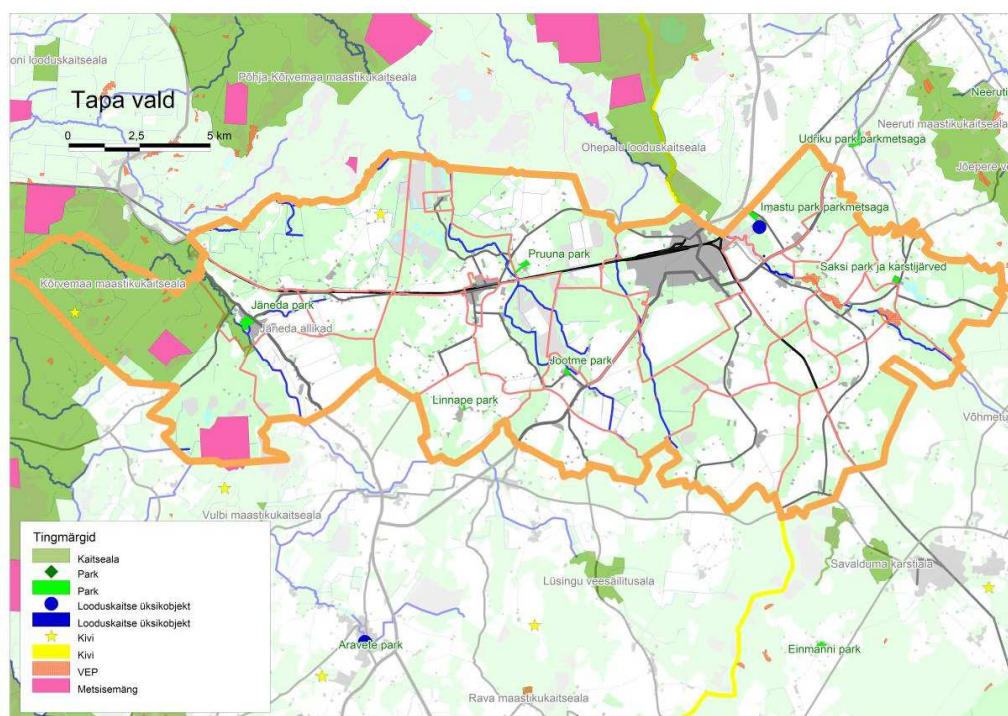 oni looduskaitseala
Põhja-Kõrvemaa maastikukaitseala
Tapa vald
0 2,5 5 km
Neeruti
Neeruti maastikukaitseala
Udriku park parkmetsaga
Ohepalu looduskaitseala
Jõepere v
Imastu park parkmetsaga
Pruuna park
Saksi park ja karstijärved
Kõrvemaa maastikukaitseala
Jäneda park
Jäneda allikad
Jootme park
Linnape park
Võhmetu
Vulbi maastikukaitseala
Savalduma karstiala
Lüsingu veesäilitusala
Aravete park
Einmanni park
Rava maastikukaitseala
Tingmärgid
Kaitseala
Park
Park
Looduskaitse üksikobjekt
Looduskaitse üksikobjekt
Kivi
Kivi
VEP
Metsisemäng